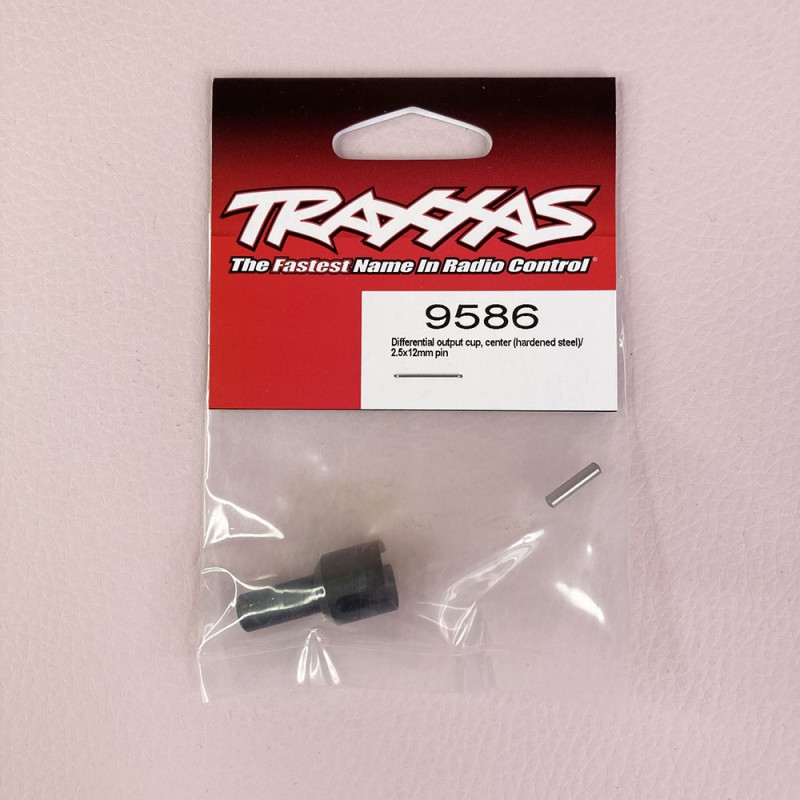 TRAXXAS
The Fastest Name In Radio Control®
9586
Differential output cup, center (hardened steel)/
2.5x12mm pin